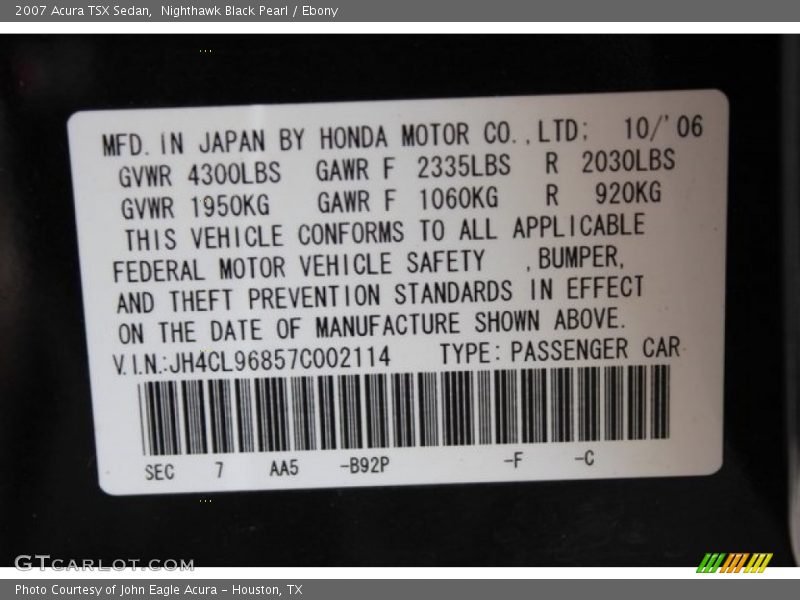 2007 Acura TSX Sedan,  Nighthawk Black Pearl / Ebony
MFD. IN JAPAN BY HONDA MOTOR CO., LTD; 10/'06
GVWR 4300LBS GAWR F 2335LBS R 2030LBS
GVWR 1950KG GAWR F 1060KG R 920KG
THIS VEHICLE CONFORMS TO ALL APPLICABLE
FEDERAL MOTOR VEHICLE SAFETY , BUMPER,
AND THEFT PREVENTION STANDARDS IN EFFECT
ON THE DATE OF MANUFACTURE SHOWN ABOVE.
V.I.N.:JH4CL96857C002114 TYPE: PASSENGER CAR
SEC 7 AA5 -B92P -F -C
GTCARLOT.COM
Photo Courtesy of John Eagle Acura - Houston, TX